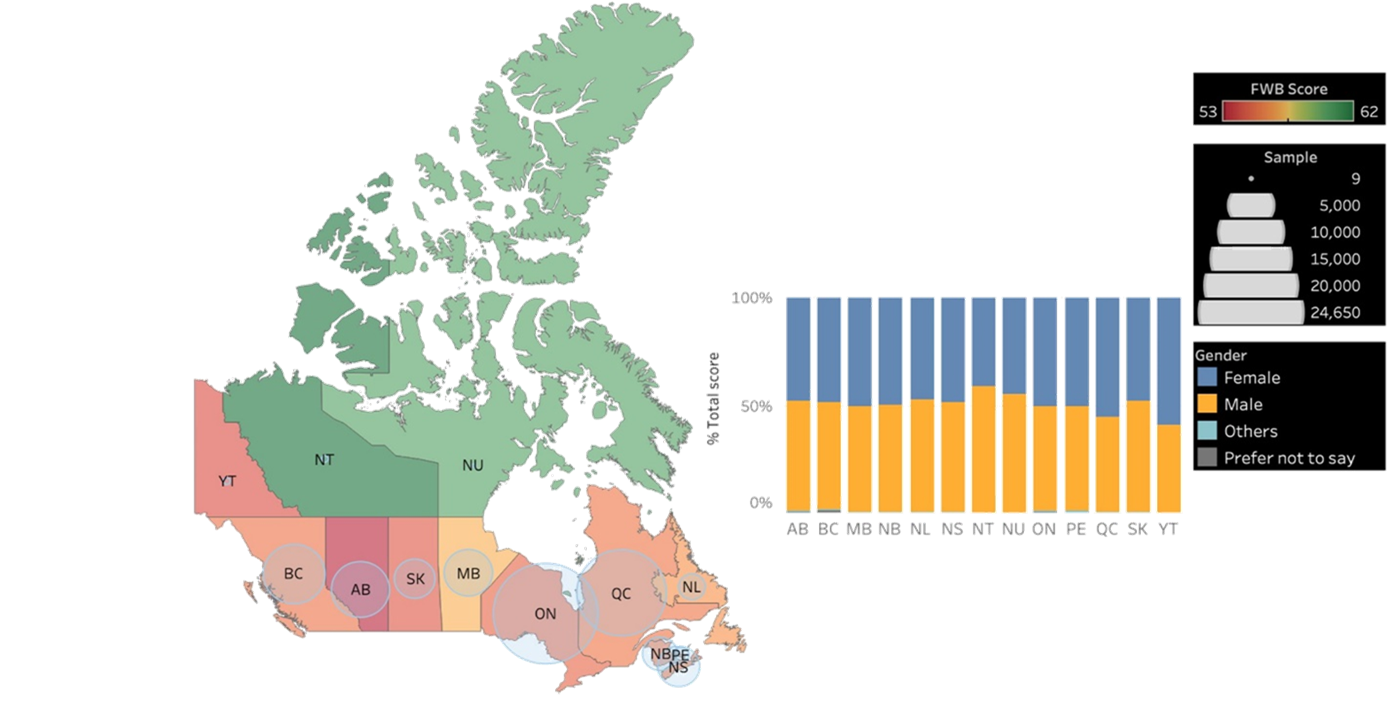 NT
NU
YT
BC
AB
SK
MB
ON
QC
NL
NB
PE
NS
% Total score
100%
50%
0%
AB BC MB NB NL NS NT NU ON PE QC SK YT
FWB Score
53 62
Sample
9
5,000
10,000
15,000
20,000
24,650
Gender
Female
Male
Others
Prefer not to say